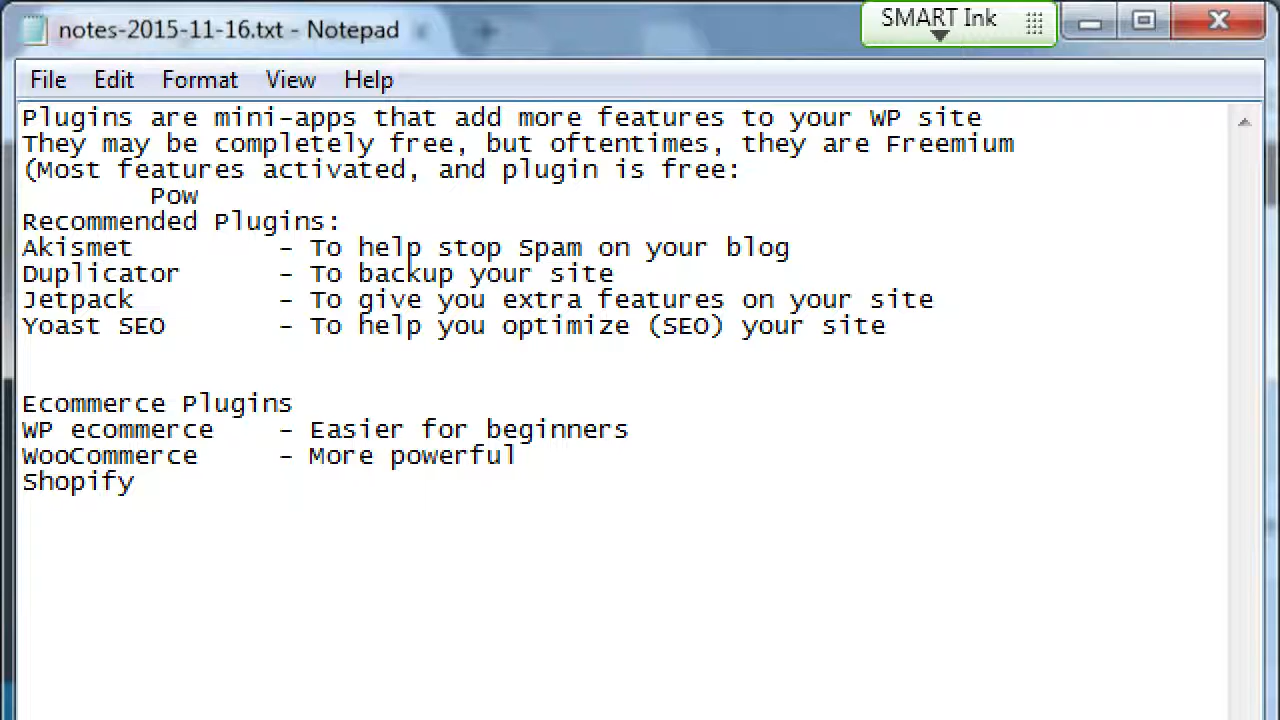 notes-2015-11-16.txt - Notepad
SMART Ink
File Edit Format View Help
Plugins are mini-apps that add more features to your WP site
They may be completely free, but oftentimes, they are Freemium
(Most features activated, and plugin is free:
Pow
Recommended Plugins:
Akismet - To help stop Spam on your blog
Duplicator - To backup your site
Jetpack - To give you extra features on your site
Yoast SEO - To help you optimize (SEO) your site
Ecommerce Plugins
WP ecommerce - Easier for beginners
WooCommerce - More powerful
Shopify